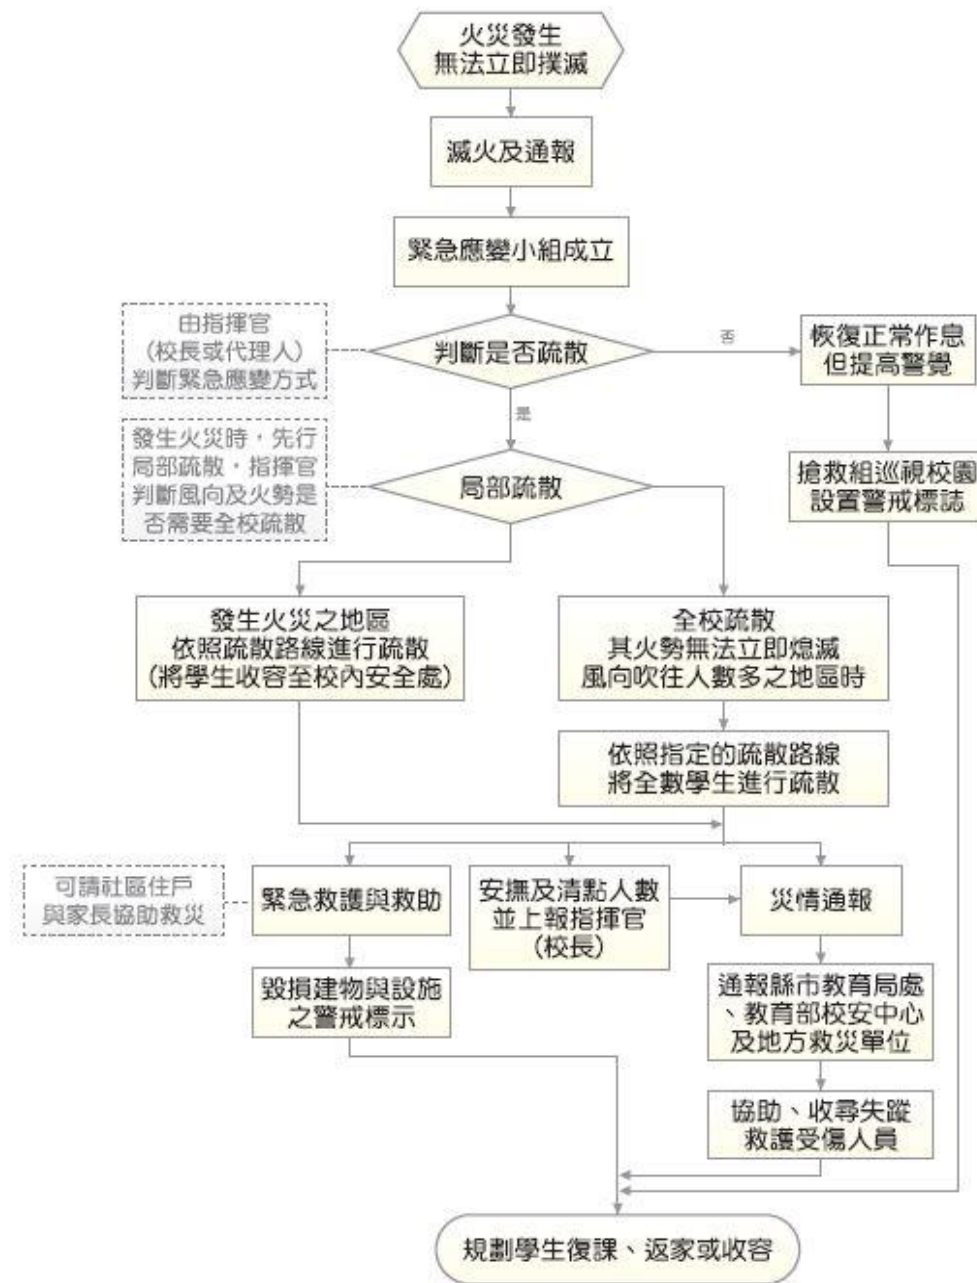 火災發生
無法立即撲滅
滅火及通報
緊急應變小組成立
由指揮官
(校長或代理人)
判斷緊急應變方式
判斷是否疏散
否
恢復正常作息
但提高警覺
是
發生火災時，先行
局部疏散，指揮官
判斷風向及火勢是
否需要全校疏散
局部疏散
搶救組巡視校園
設置警戒標誌
發生火災之地區
依照疏散路線進行疏散
(將學生收容至校內安全處)
全校疏散
其火勢無法立即熄滅
風向吹往人數多之地區時
依照指定的疏散路線
將全數學生進行疏散
可請社區住戶
與家長協助救災
緊急救護與救助
安撫及清點人數
並上報指揮官
(校長)
災情通報
毀損建物與設施
之警戒標示
通報縣市教育局處
、教育部校安中心
及地方救災單位
協助、收尋失蹤
救護受傷人員
規劃學生復課、返家或收容